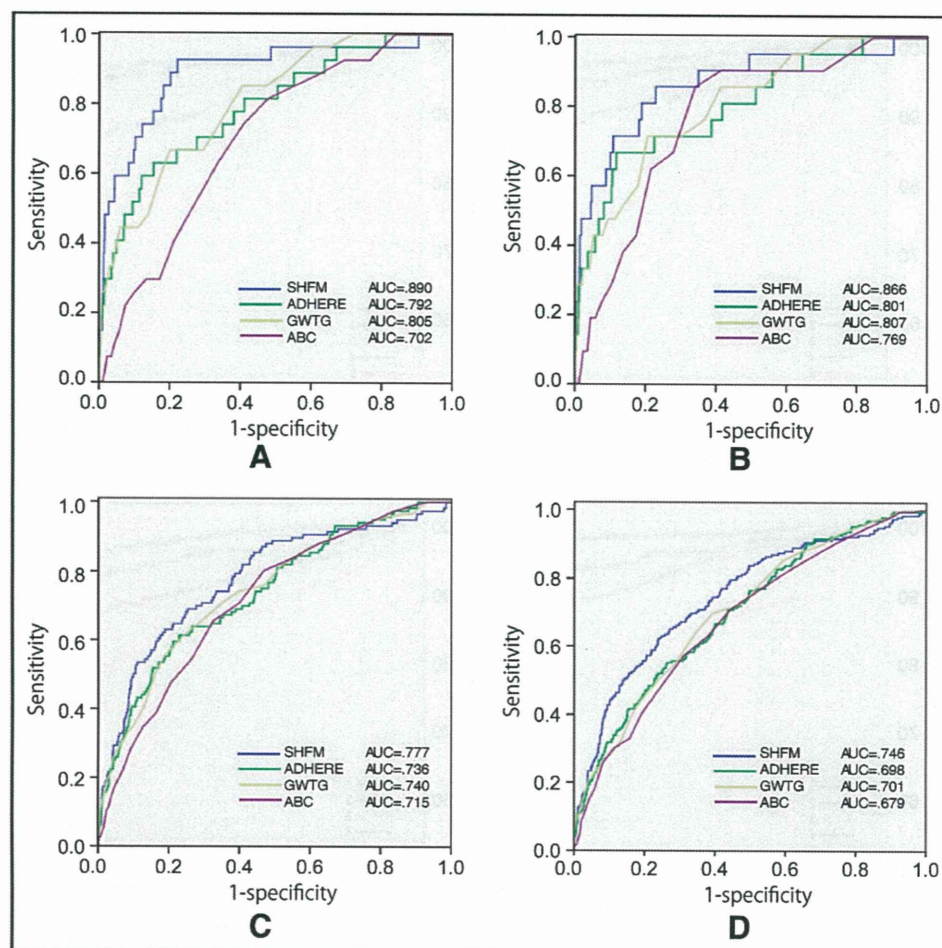 1.0
0.8
0.6
0.4
0.2
0.0
Sensitivity
SHFM AUC=.890
ADHERE AUC=.792
GWTG AUC=.805
ABC AUC=.702
0.0 0.2 0.4 0.6 0.8 1.0
1-specificity
A
1.0
0.8
0.6
0.4
0.2
0.0
Sensitivity
SHFM AUC=.866
ADHERE AUC=.801
GWTG AUC=.807
ABC AUC=.769
0.0 0.2 0.4 0.6 0.8 1.0
1-specificity
B
1.0
0.8
0.6
0.4
0.2
0.0
Sensitivity
SHFM AUC=.777
ADHERE AUC=.736
GWTG AUC=.740
ABC AUC=.715
0.0 0.2 0.4 0.6 0.8 1.0
1-specificity
C
1.0
0.8
0.6
0.4
0.2
0.0
Sensitivity
SHFM AUC=.746
ADHERE AUC=.698
GWTG AUC=.701
ABC AUC=.679
0.0 0.2 0.4 0.6 0.8 1.0
1-specificity
D